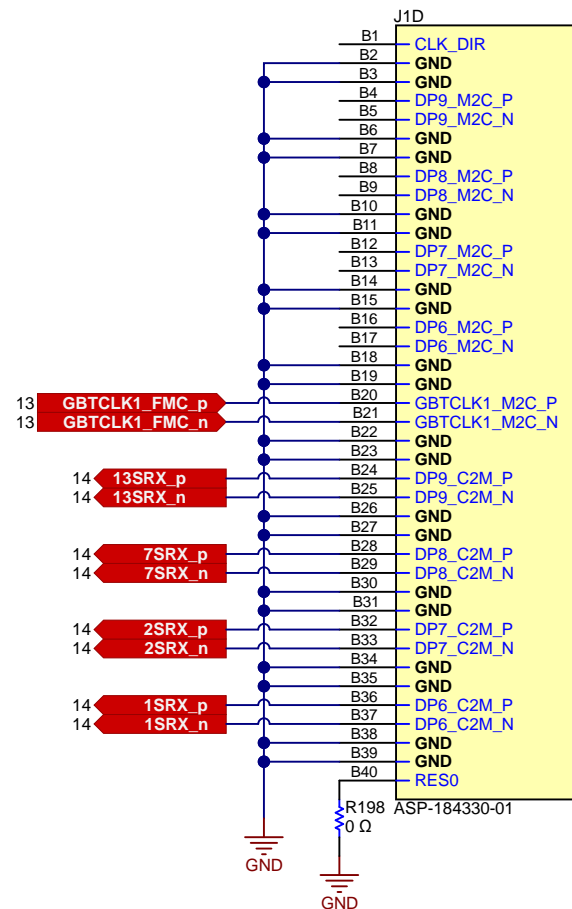 J1D
B1 CLK_DIR
B2 GND
B3 GND
B4 DP9_M2C_P
B5 DP9_M2C_N
B6 GND
B7 GND
B8 DP8_M2C_P
B9 DP8_M2C_N
B10 GND
B11 GND
B12 DP7_M2C_P
B13 DP7_M2C_N
B14 GND
B15 GND
B16 DP6_M2C_P
B17 DP6_M2C_N
B18 GND
B19 GND
13 GBTCLK1_FMC_p B20 GBTCLK1_M2C_P
13 GBTCLK1_FMC_n B21 GBTCLK1_M2C_N
B22 GND
B23 GND
14 13SRX_p B24 DP9_C2M_P
14 13SRX_n B25 DP9_C2M_N
B26 GND
B27 GND
14 7SRX_p B28 DP8_C2M_P
14 7SRX_n B29 DP8_C2M_N
B30 GND
B31 GND
14 2SRX_p B32 DP7_C2M_P
14 2SRX_n B33 DP7_C2M_N
B34 GND
B35 GND
14 1SRX_p B36 DP6_C2M_P
14 1SRX_n B37 DP6_C2M_N
B38 GND
B39 GND
B40 RES0
R198 ASP-184330-01
0 Ω
GND
GND